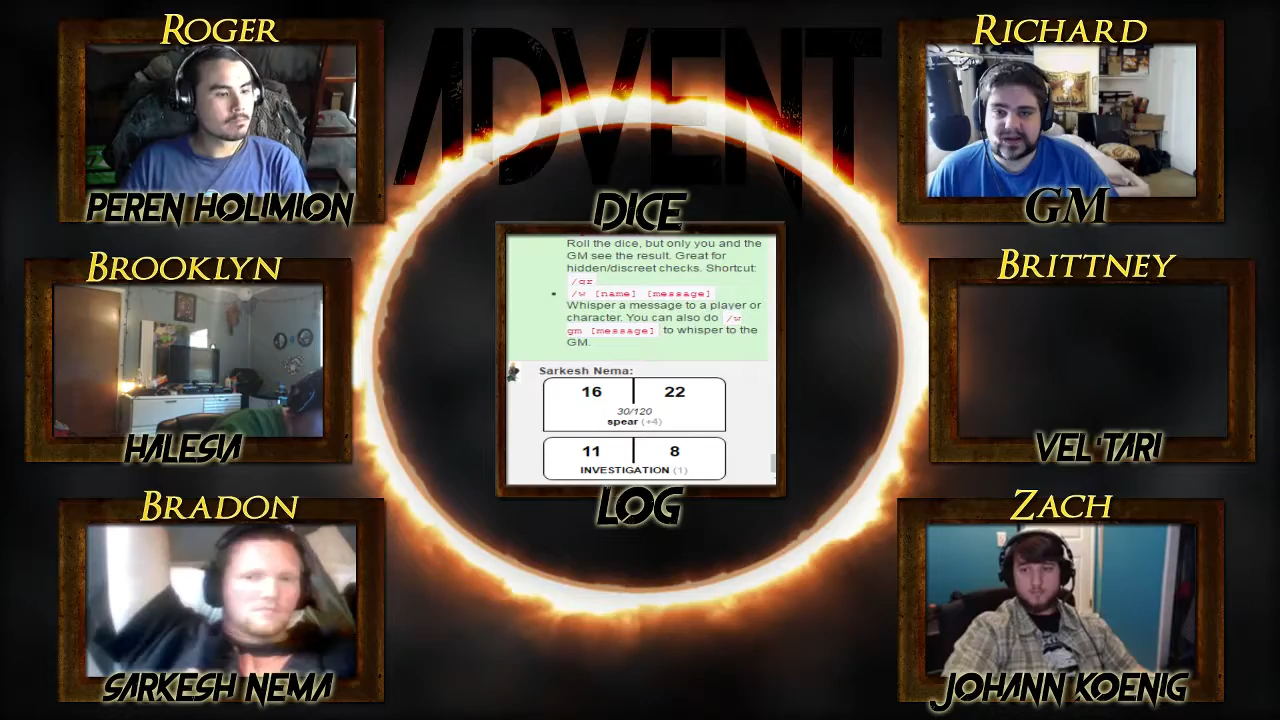 ADVENT
ROGER
PEREN HOLIMION
RICHARD
GM
BROOKLYN
HALESIA
BRITTNEY
VEL'TARI
BRADON
SARKESH NEMA
ZACH
JOHANN KOENIG
DICE
Roll the dice, but only you and the
GM see the result. Great for
hidden/discreet checks. Shortcut:
/gr
• /w [name] [message]
Whisper a message to a player or
character. You can also do /w
gm [message] to whisper to the
GM.
Sarkesh Nema:
16 22
30/120
spear (+4)
11 8
INVESTIGATION (1)
LOG